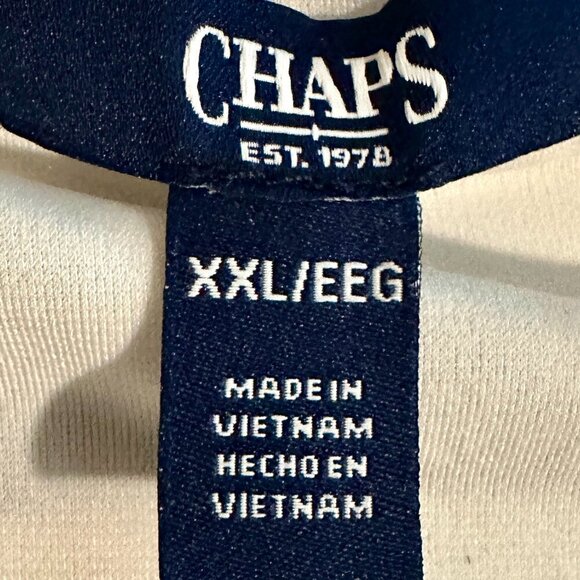 CHAPS
EST. 1978
XXL/EEG
MADE IN
VIETNAM
HECHO EN
VIETNAM